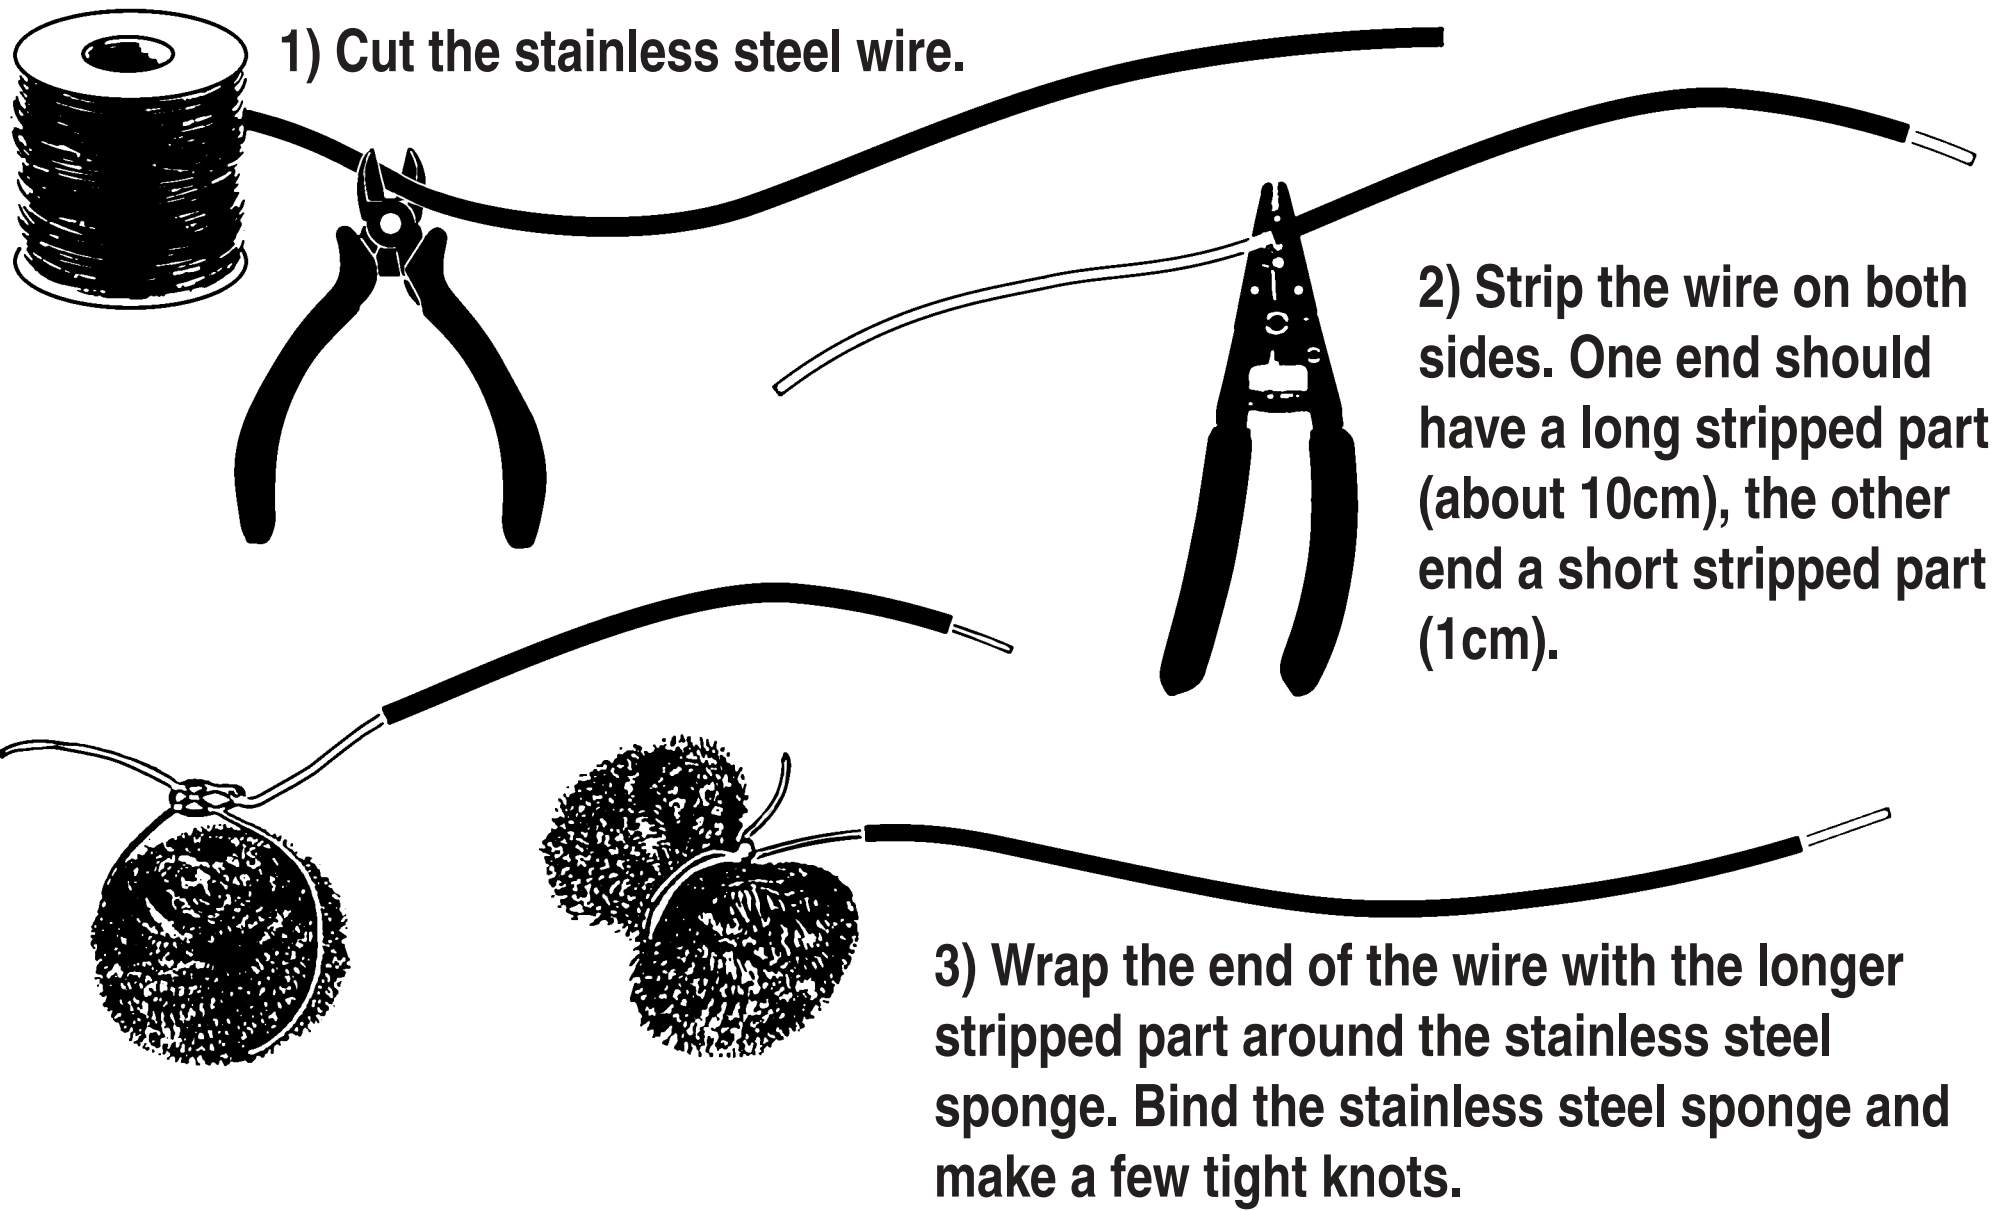 1) Cut the stainless steel wire.
2) Strip the wire on both
sides. One end should
have a long stripped part
(about 10cm), the other
end a short stripped part
(1cm).
3) Wrap the end of the wire with the longer
stripped part around the stainless steel
sponge. Bind the stainless steel sponge and
make a few tight knots.